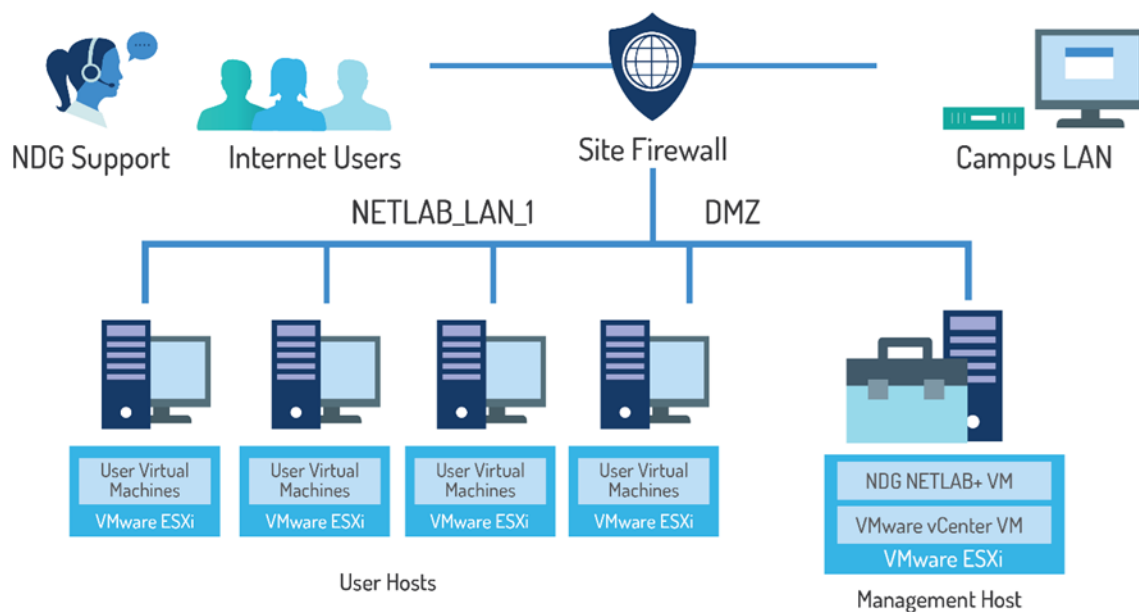 NDG Support
Internet Users
Site Firewall
Campus LAN
NETLAB_LAN_1
DMZ
User Virtual
Machines
VMware ESXi
User Virtual
Machines
VMware ESXi
User Virtual
Machines
VMware ESXi
User Virtual
Machines
VMware ESXi
User Hosts
NDG NETLAB+ VM
VMware vCenter VM
VMware ESXi
Management Host